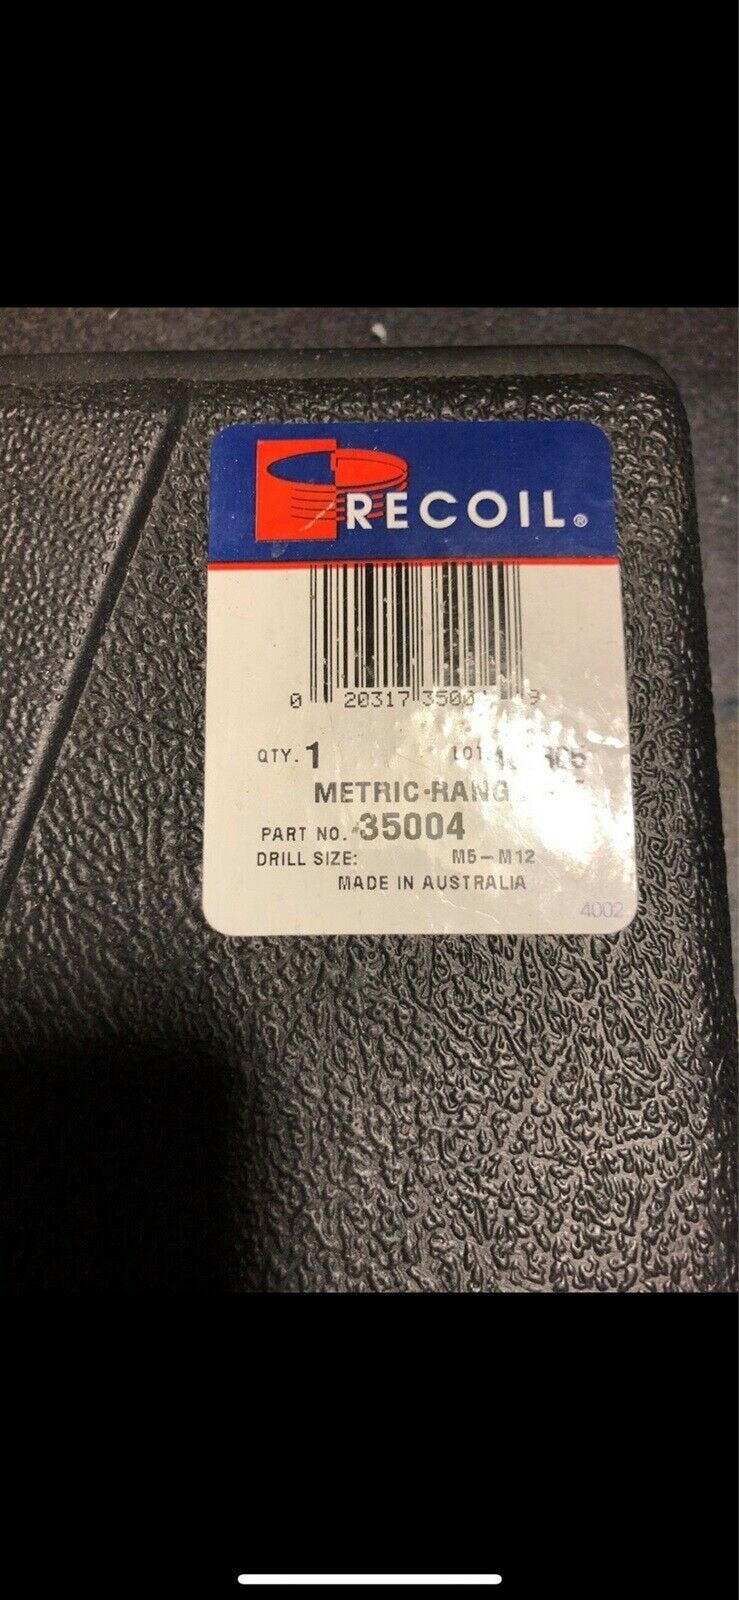 RECOIL®
0 20317 3500
QTY. 1 LOT.
METRIC RANG
PART NO. 35004
DRILL SIZE: M5-M12
MADE IN AUSTRALIA
4002